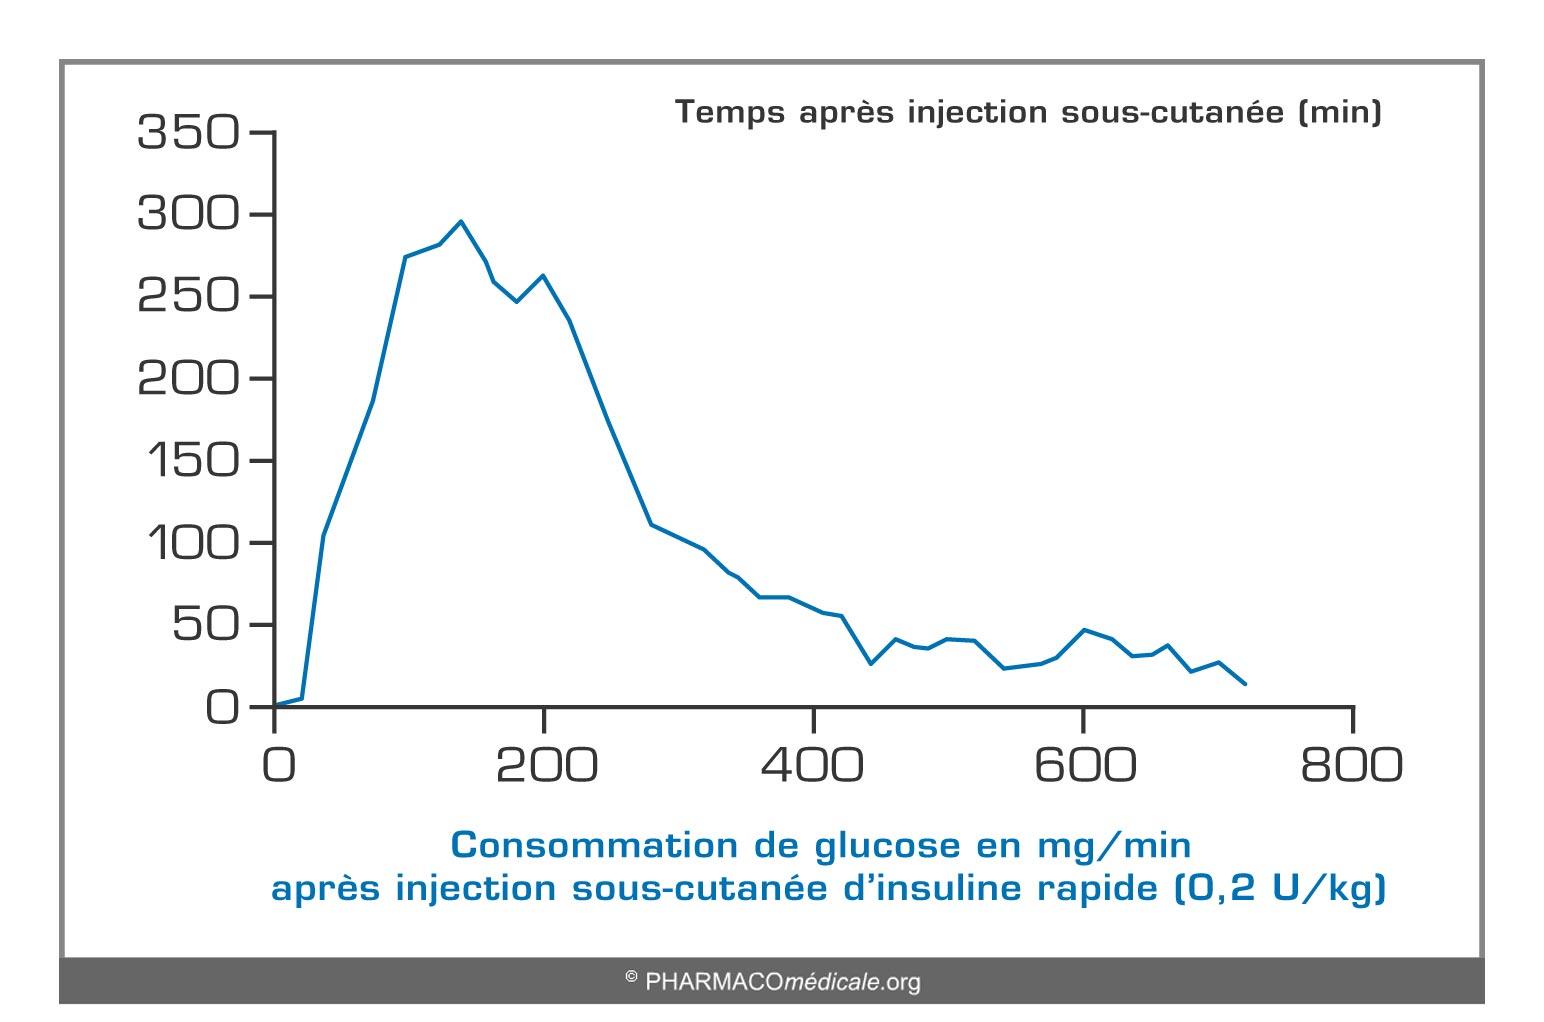 Temps après injection sous-cutanée (min)
350
300
250
200
150
100
50
0
0 200 400 600 800
Consommation de glucose en mg/min
après injection sous-cutanée d'insuline rapide (0,2 U/kg)
© PHARMACOmédicale.org